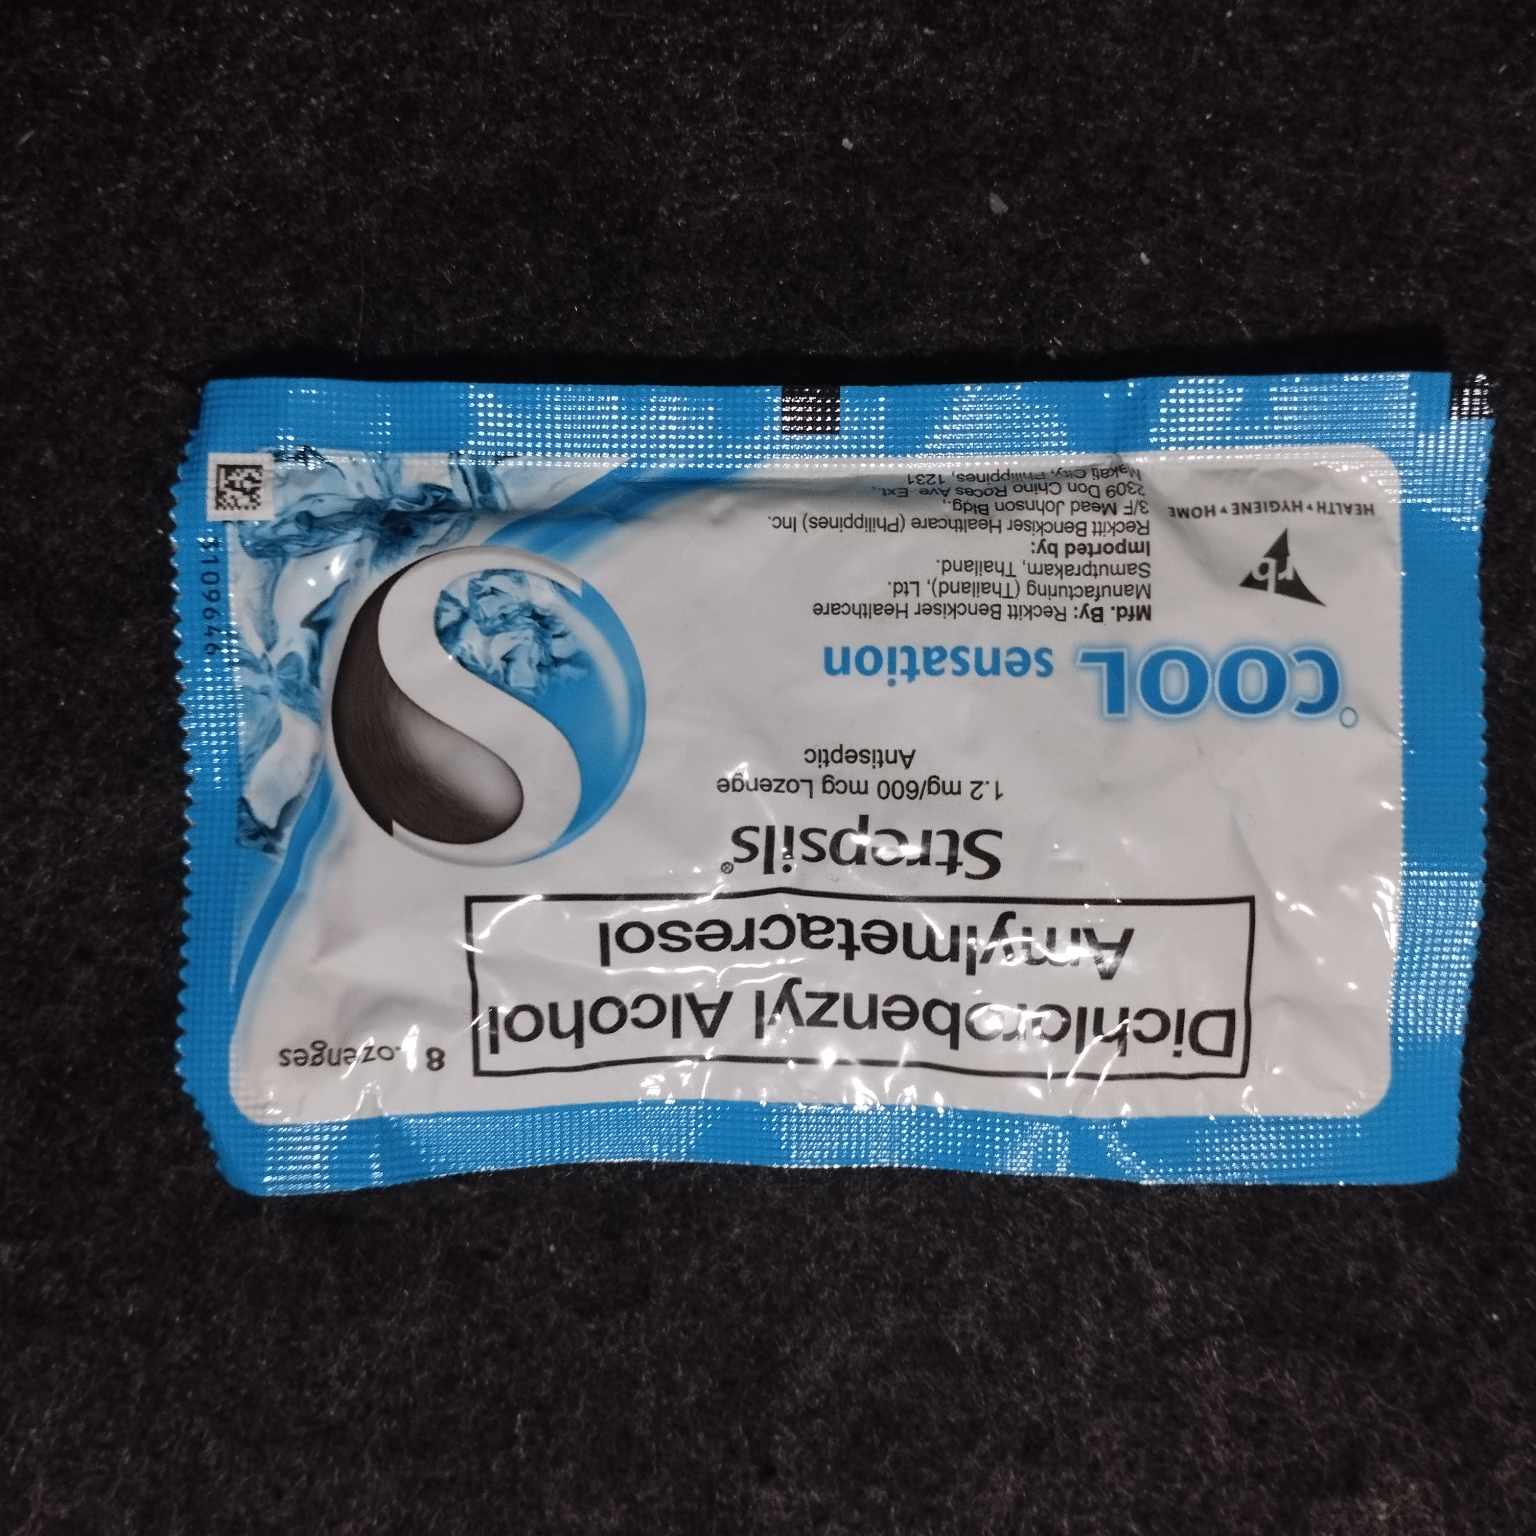 8 Lozenges
Dichlorobenzyl Alcohol
Amylmetacresol
Strepsils®
1.2 mg/600 mcg Lozenge
Antiseptic
°COOL sensation
Mfd. By: Reckitt Benckiser Healthcare
Manufacturing (Thailand), Ltd.
Samutprakarn, Thailand.
Imported by:
Reckitt Benckiser Healthcare (Philippines) Inc.
3/F Mead Johnson Bldg.,
2309 Don Chino Roces Ave. Ext.,
Makati City, Philippines, 1231
rb
HEALTH • HYGIENE • HOME